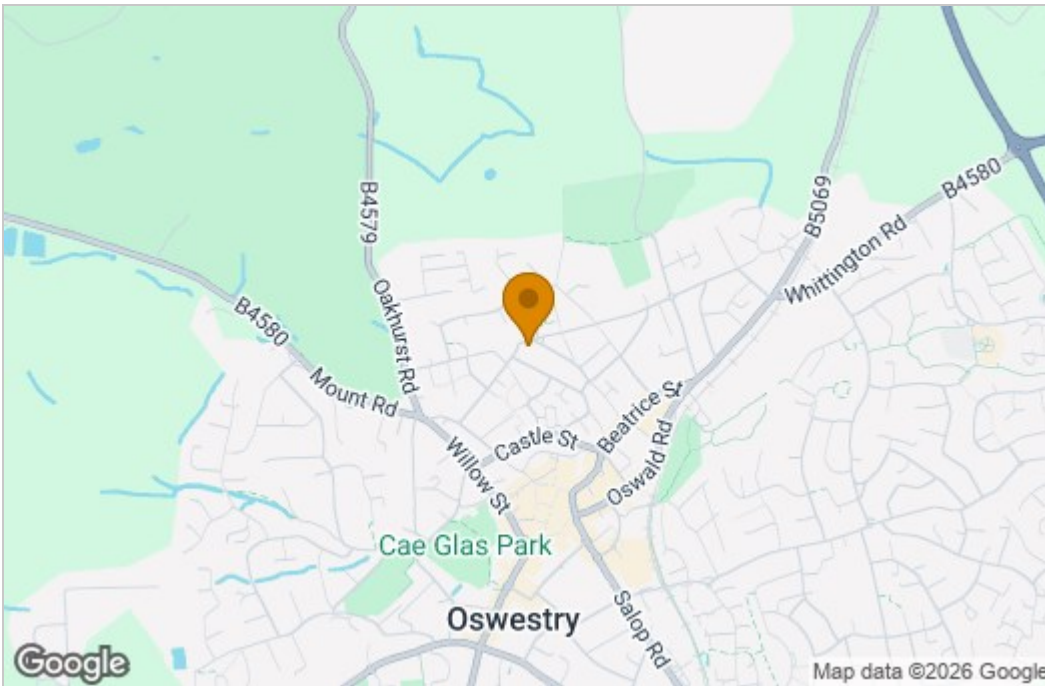 B4579
B5069
B4580
Whittington Rd
Oakhurst Rd
B4580
Mount Rd
Beatrice St
Castle St
Oswald Rd
Willow St
Cae Glas Park
Salop Rd
Oswestry
Google
Map data ©2026 Google